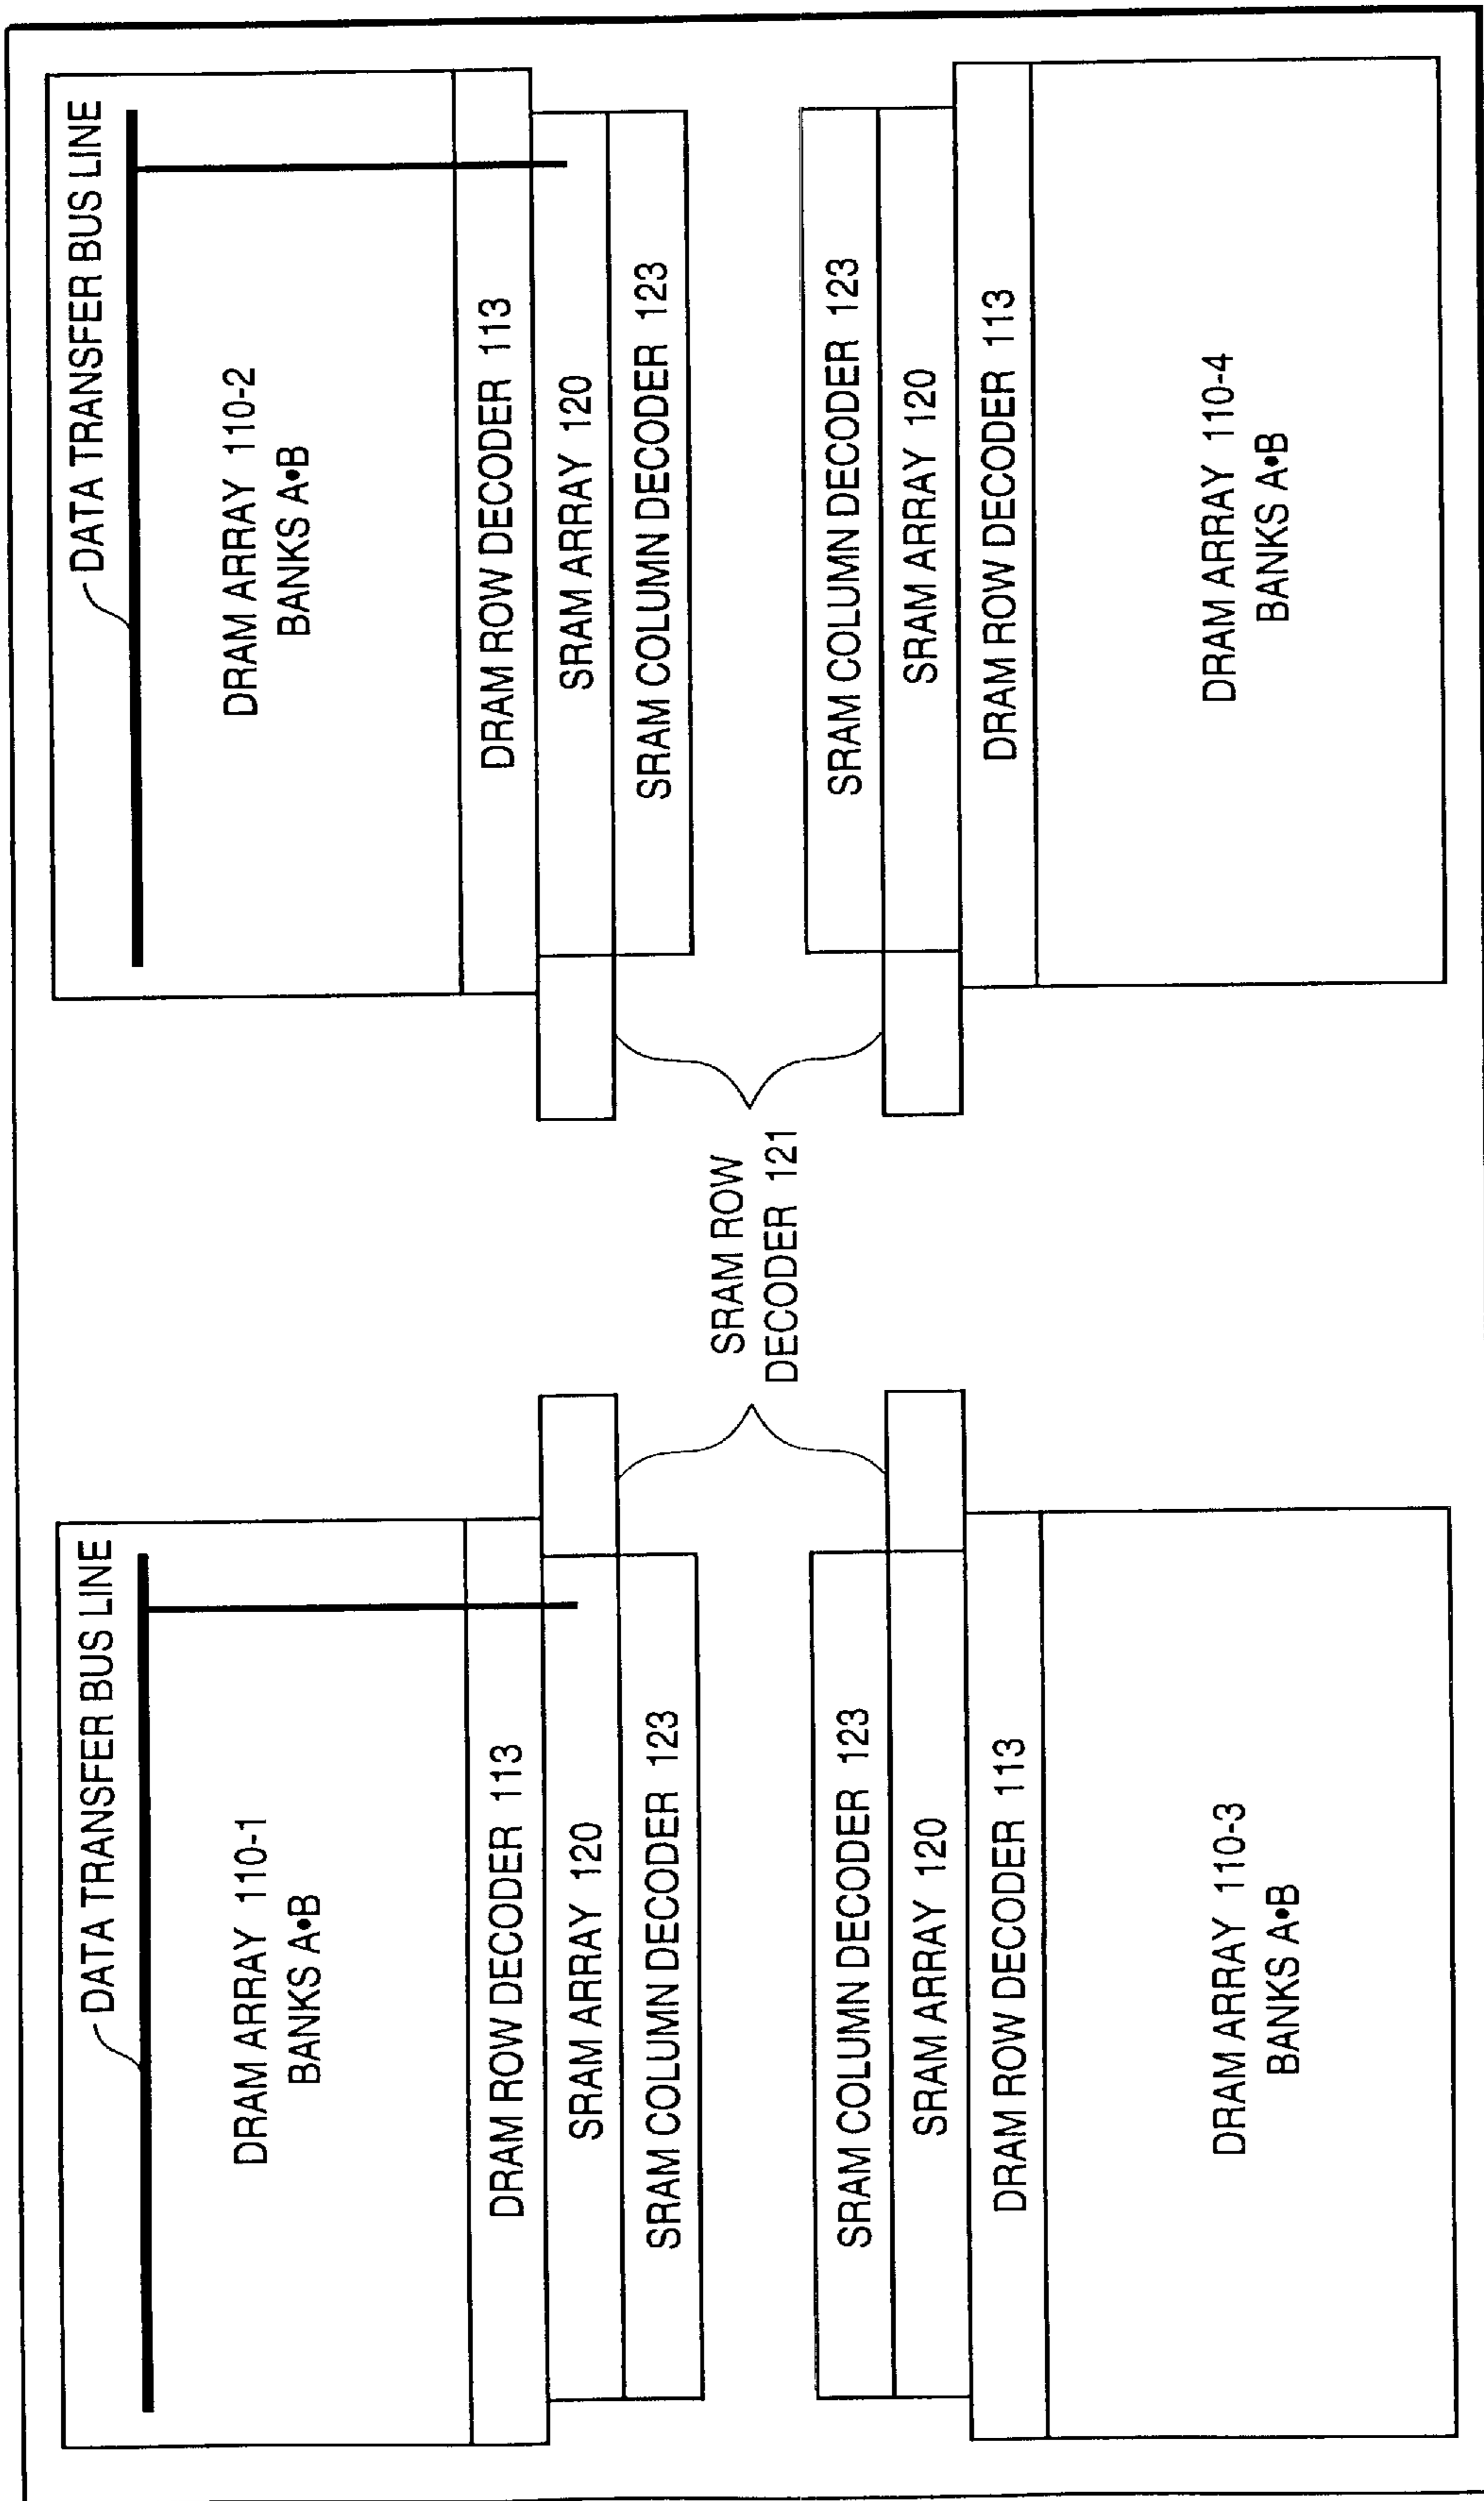 DATA TRANSFER BUS LINE
DRAM ARRAY 110-1
BANKS A•B
DRAM ROW DECODER 113
SRAM ARRAY 120
SRAM COLUMN DECODER 123
DATA TRANSFER BUS LINE
DRAM ARRAY 110-2
BANKS A•B
DRAM ROW DECODER 113
SRAM ARRAY 120
SRAM COLUMN DECODER 123
SRAM ROW
DECODER 121
SRAM COLUMN DECODER 123
SRAM ARRAY 120
DRAM ROW DECODER 113
DRAM ARRAY 110-3
BANKS A•B
SRAM COLUMN DECODER 123
SRAM ARRAY 120
DRAM ROW DECODER 113
DRAM ARRAY 110-4
BANKS A•B